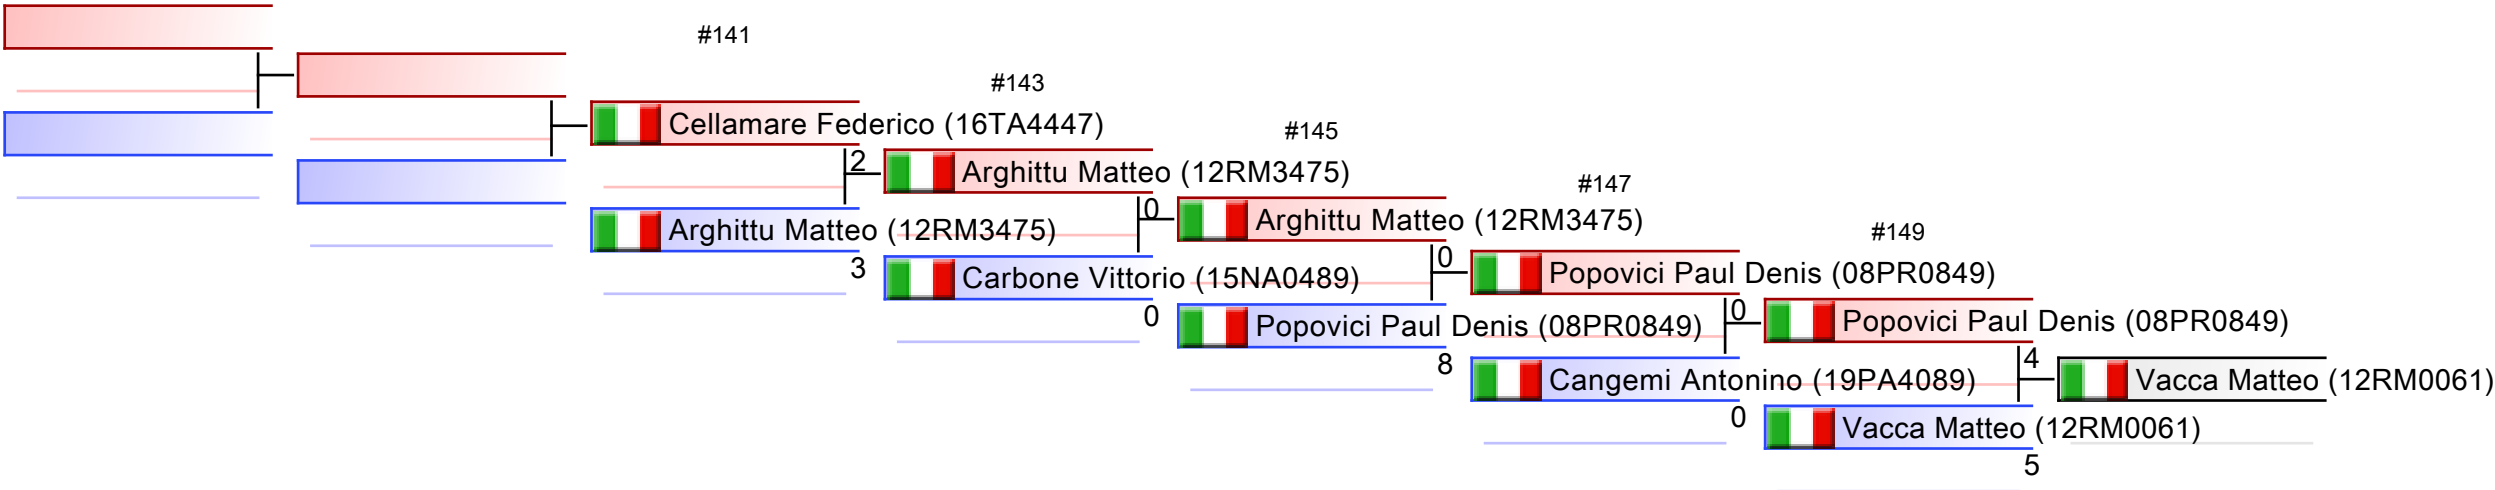 #141
#143
Cellamare Federico (16TA4447)
#145
2
Arghittu Matteo (12RM3475)
#147
0
Arghittu Matteo (12RM3475)
Arghittu Matteo (12RM3475)
#149
0
3
Carbone Vittorio (15NA0489)
Popovici Paul Denis (08PR0849)
0
0
Popovici Paul Denis (08PR0849)
Popovici Paul Denis (08PR0849)
8
4
Cangemi Antonino (19PA4089)
Vacca Matteo (12RM0061)
0
Vacca Matteo (12RM0061)
5